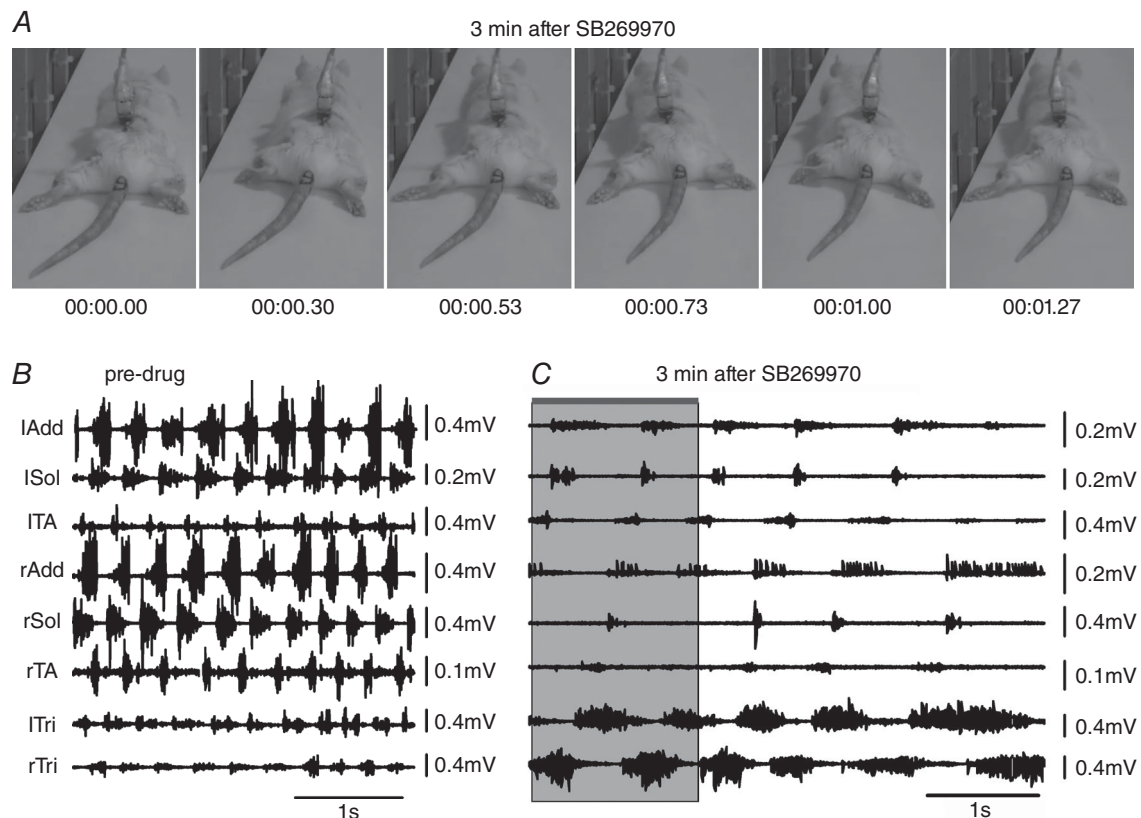 A
3 min after SB269970
00:00.00 00:00.30 00:00.53 00:00.73 00:01.00 00:01.27
B pre-drug
lAdd 0.4mV
lSol 0.2mV
lTA 0.4mV
rAdd 0.4mV
rSol 0.4mV
rTA 0.1mV
lTri 0.4mV
rTri 0.4mV
1s
C 3 min after SB269970
0.2mV
0.2mV
0.4mV
0.2mV
0.4mV
0.1mV
0.4mV
0.4mV
1s